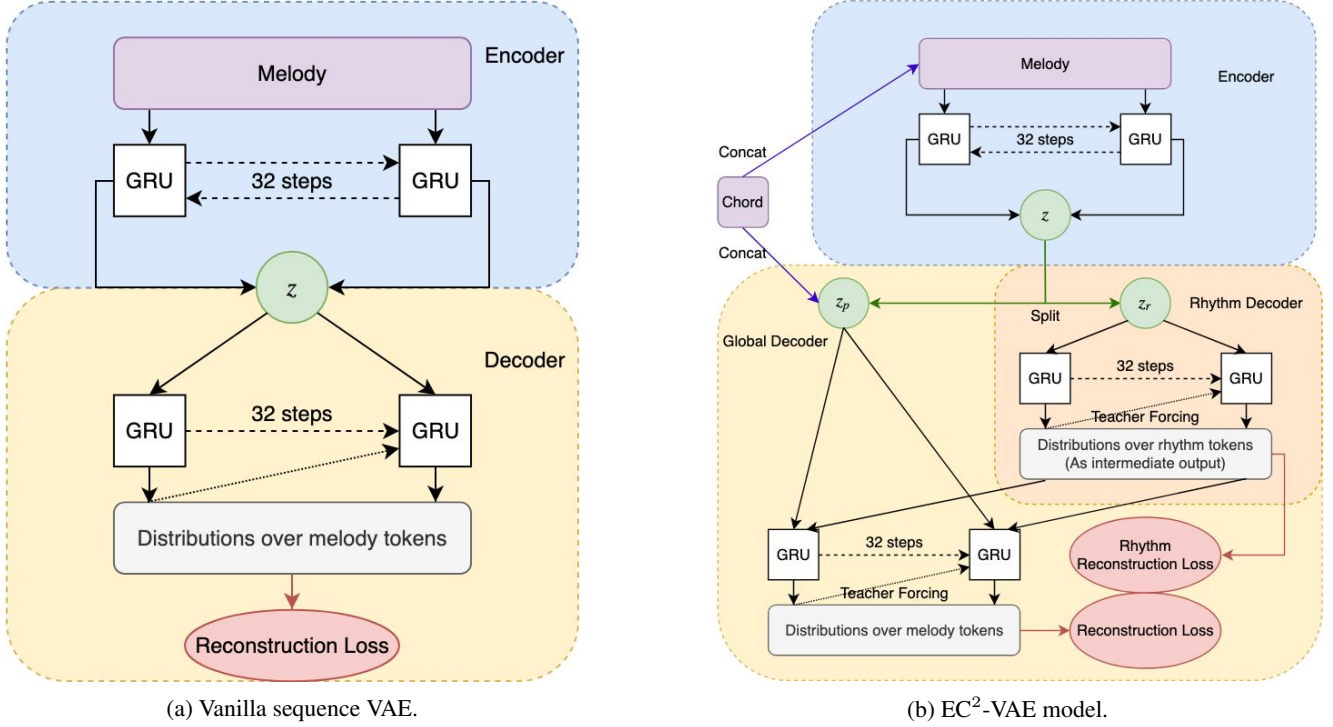 Encoder
Melody
GRU
32 steps
GRU
z
Decoder
GRU
32 steps
GRU
Distributions over melody tokens
Reconstruction Loss
(a) Vanilla sequence VAE.
Melody
Encoder
GRU
32 steps
GRU
Concat
Chord
z
Concat
z_p
Split
z_r
Rhythm Decoder
Global Decoder
GRU
32 steps
GRU
Teacher Forcing
Distributions over rhythm tokens
(As intermediate output)
GRU
32 steps
GRU
Rhythm
Reconstruction Loss
Teacher Forcing
Distributions over melody tokens
Reconstruction Loss
(b) EC²-VAE model.